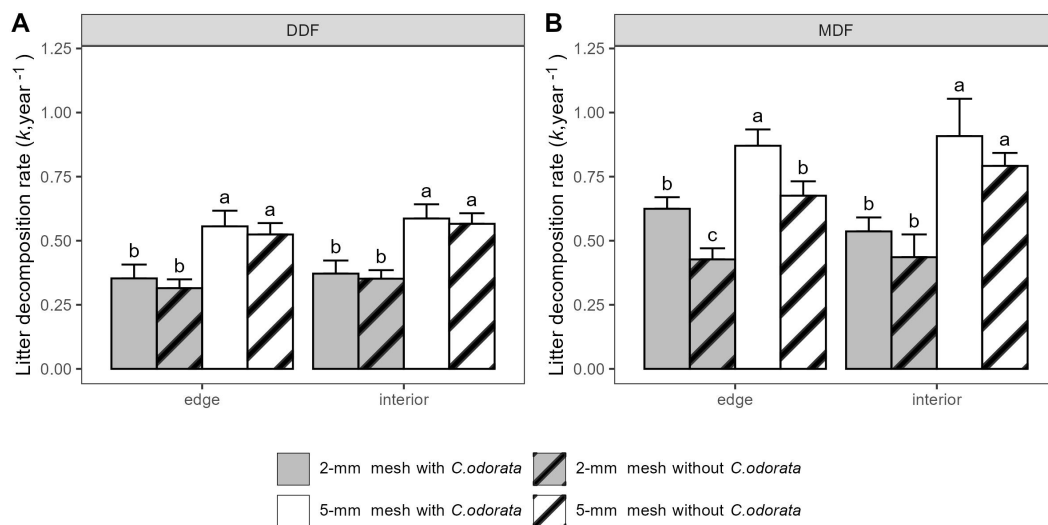 A
DDF
Litter decomposition rate (k,year -1)
1.25
1.00
0.75
0.50
0.25
0.00
b
b
a
a
b
b
a
a
edge
interior
B
MDF
Litter decomposition rate (k,year -1)
1.25
1.00
0.75
0.50
0.25
0.00
b
c
a
b
b
b
a
a
edge
interior
2-mm mesh with C.odorata
2-mm mesh without C.odorata
5-mm mesh with C.odorata
5-mm mesh without C.odorata